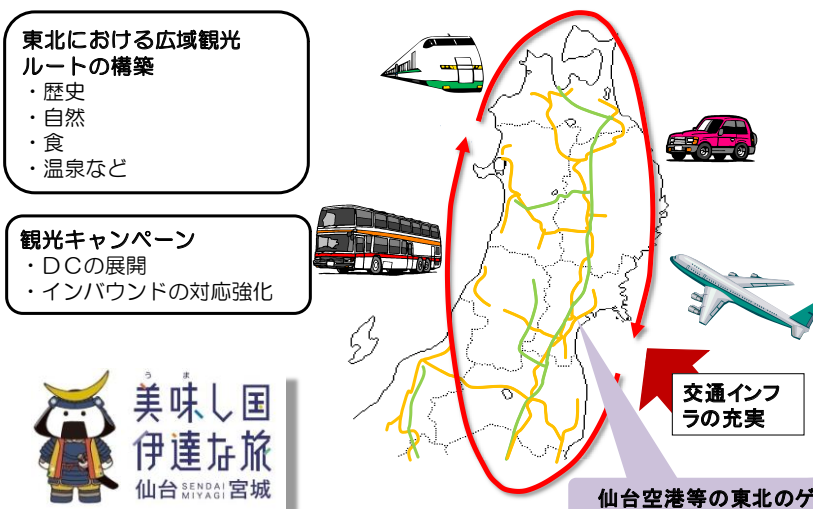 東北における広域観光
ルートの構築
・歴史
・自然
・食
・温泉など
観光キャンペーン
・ＤＣの展開
・インバウンドの対応強化
うま
美味し国
伊達な旅
仙台 SENDAI MIYAGI 宮城
交通インフ
ラの充実
仙台空港等の東北のゲ